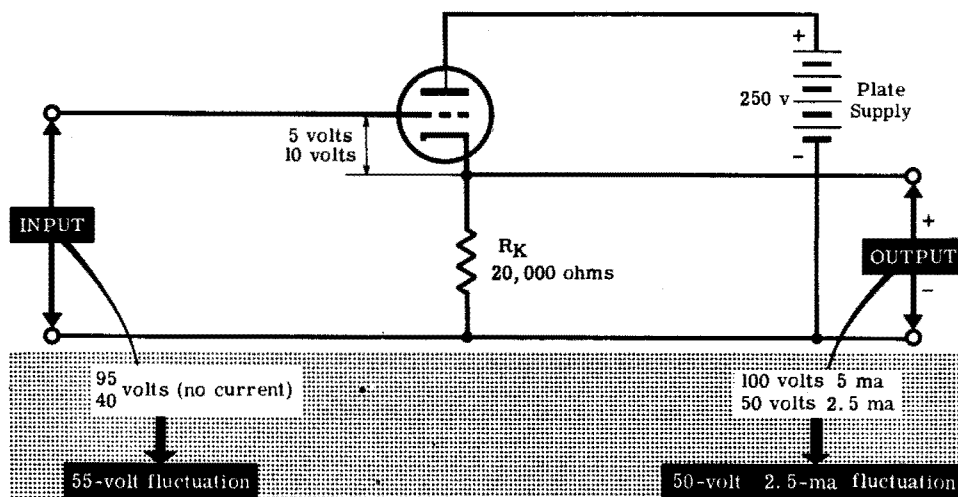 +
250 v
Plate
Supply
-
5 volts
10 volts
INPUT
RK
20,000 ohms
+
OUTPUT
-
95
40 volts (no current)
100 volts 5 ma
50 volts 2.5 ma
55-volt fluctuation
50-volt 2.5-ma fluctuation